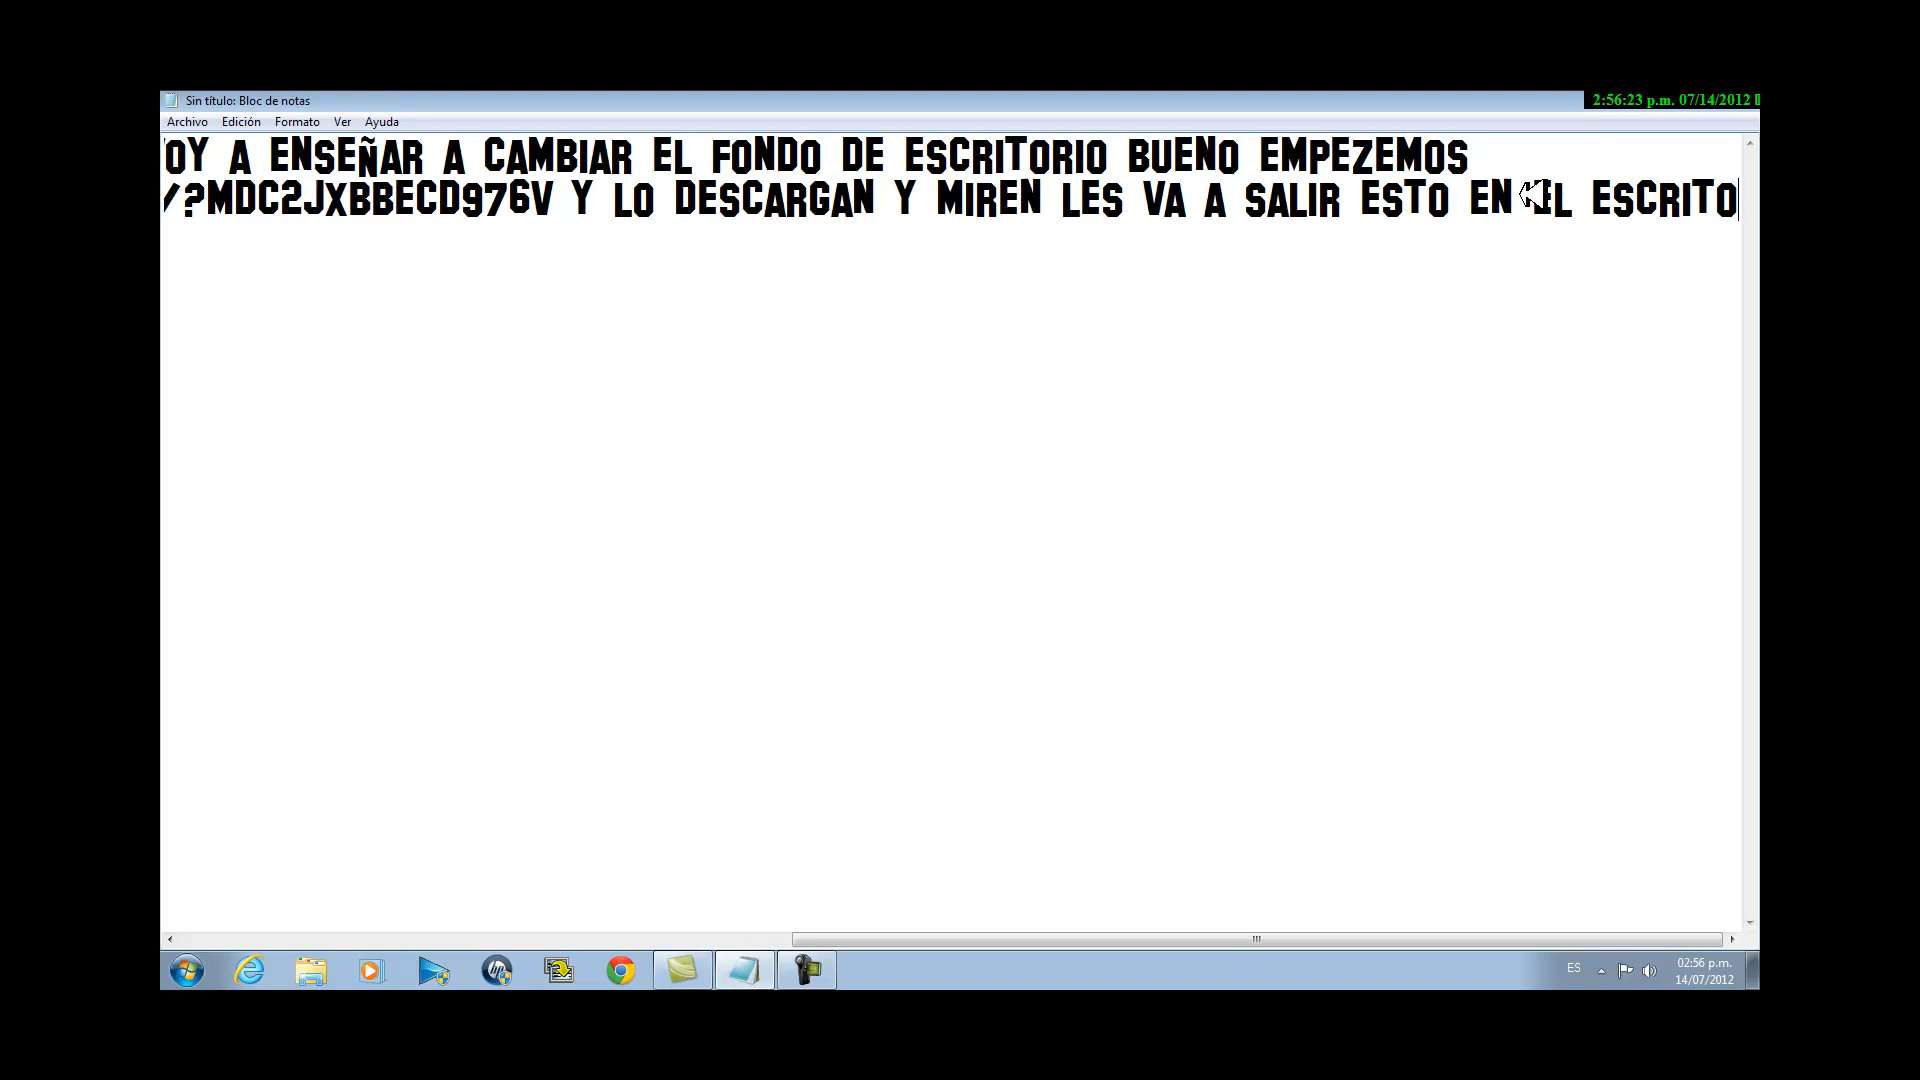 Sin título: Bloc de notas
2:56:23 p.m. 07/14/2012
Archivo Edición Formato Ver Ayuda
OY A ENSEÑAR A CAMBIAR EL FONDO DE ESCRITORIO BUENO EMPEZEMOS
/?MDC2JXBBECD976V Y LO DESCARGAN Y MIREN LES VA A SALIR ESTO EN EL ESCRITO
ES
02:56 p.m.
14/07/2012
hp